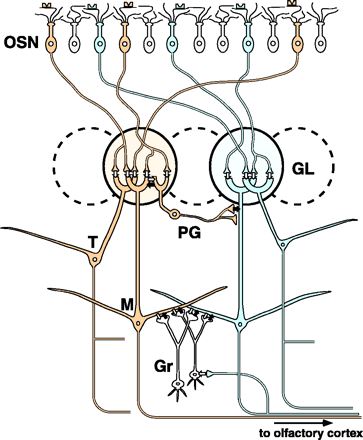 OSN
GL
PG
T
M
Gr
to olfactory cortex